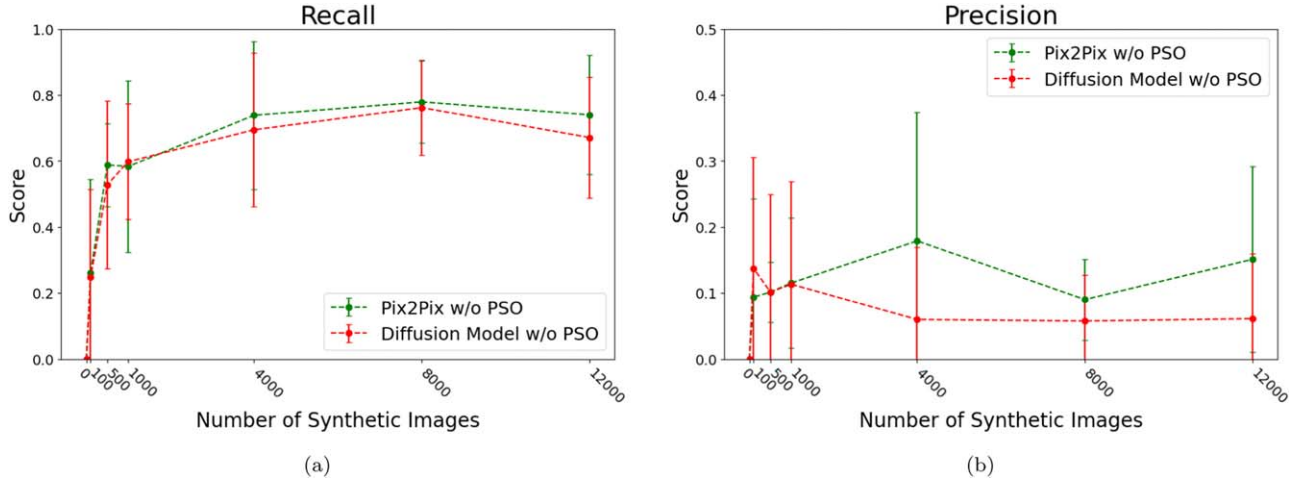 Recall
1.0
0.8
0.6
0.4
0.2
0.0
Score
Pix2Pix w/o PSO
Diffusion Model w/o PSO
0
100
500
1000
4000
8000
12000
Number of Synthetic Images
(a)
Precision
0.5
0.4
0.3
0.2
0.1
0.0
Score
Pix2Pix w/o PSO
Diffusion Model w/o PSO
0
100
500
1000
4000
8000
12000
Number of Synthetic Images
(b)